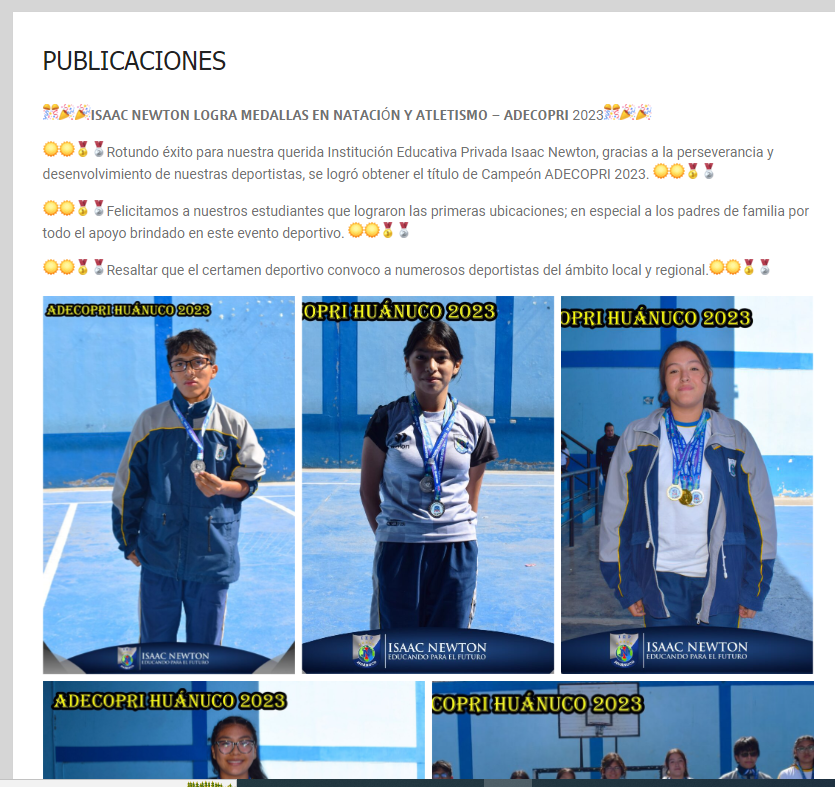 PUBLICACIONES
ISAAC NEWTON LOGRA MEDALLAS EN NATACIÓN Y ATLETISMO – ADECOPRI 2023
Rotundo éxito para nuestra querida Institución Educativa Privada Isaac Newton, gracias a la perseverancia y
desenvolvimiento de nuestras deportistas, se logró obtener el título de Campeón ADECOPRI 2023.
Felicitamos a nuestros estudiantes que lograron las primeras ubicaciones; en especial a los padres de familia por
todo el apoyo brindado en este evento deportivo.
Resaltar que el certamen deportivo convoco a numerosos deportistas del ámbito local y regional.
ADECOPRI HUÁNUCO 2023
COPRI HUÁNUCO 2023
OPRI HUÁNUCO 2023
ISAAC NEWTON
EDUCANDO PARA EL FUTURO
HUÁNUCO
ISAAC NEWTON
EDUCANDO PARA EL FUTURO
HUÁNUCO
ISAAC NEWTON
EDUCANDO PARA EL FUTURO
ADECOPRI HUÁNUCO 2023
COPRI HUÁNUCO 2023